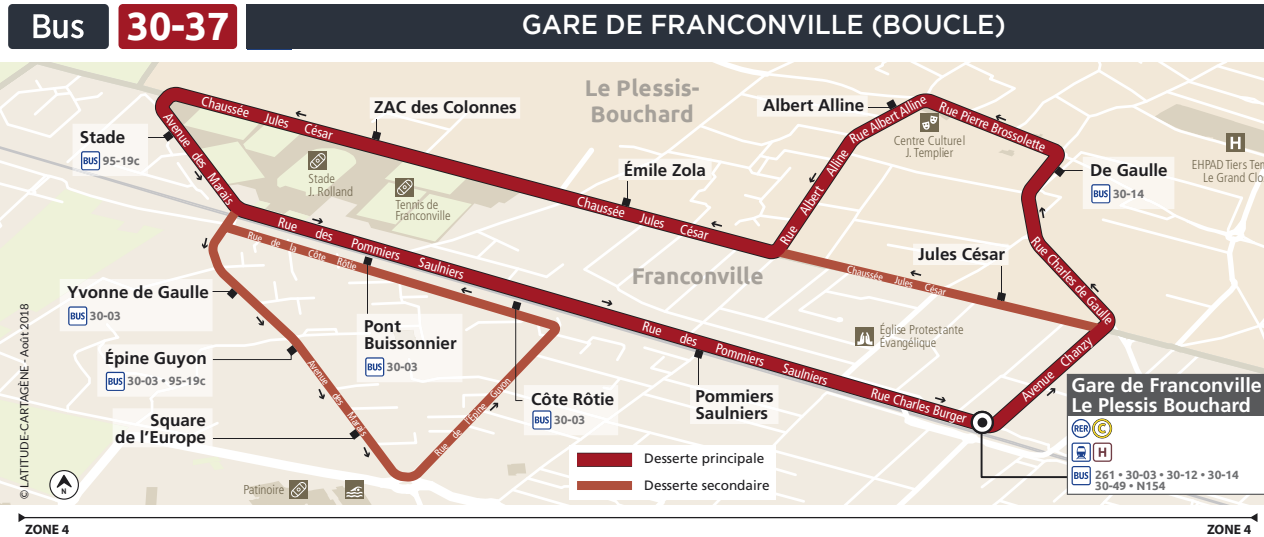 Bus 30-37 GARE DE FRANCONVILLE (BOUCLE)
Le Plessis-
Bouchard
ZAC des Colonnes
Albert Alline
Rue Albert Alline
Rue Pierre Brossolette
Chaussée Jules César
Centre Culturel
J. Templier
H
EHPAD Tiers Te
Le Grand Clo
Stade
BUS 95-19c
Avenue des Marais
Stade
J. Rolland
Émile Zola
De Gaulle
BUS 30-14
Rue Albert Alline
Tennis de
Franconville
Chaussée Jules César
Rue des Pommiers Saulniers
Rue de la Côte Rôtie
Rue Charles de Gaulle
Jules César
Chaussée Jules César
Franconville
Yvonne de Gaulle
BUS 30-03
Pont
Buissonnier
BUS 30-03
Rue des Pommiers Saulniers
Église Protestante
Évangélique
Épine Guyon
BUS 30-03 • 95-19c
Avenue des Marais
Rue de l'Épine Guyon
Côte Rôtie
BUS 30-03
Pommiers
Saulniers
Rue Charles Burger
Avenue Chanzy
Gare de Franconville
Le Plessis Bouchard
RER C
H
BUS 261 • 30-03 • 30-12 • 30-14
30-49 • N154
Square
de l'Europe
Desserte principale
Desserte secondaire
Patinoire
N
© LATITUDE-CARTAGÈNE - Août 2018
ZONE 4
ZONE 4